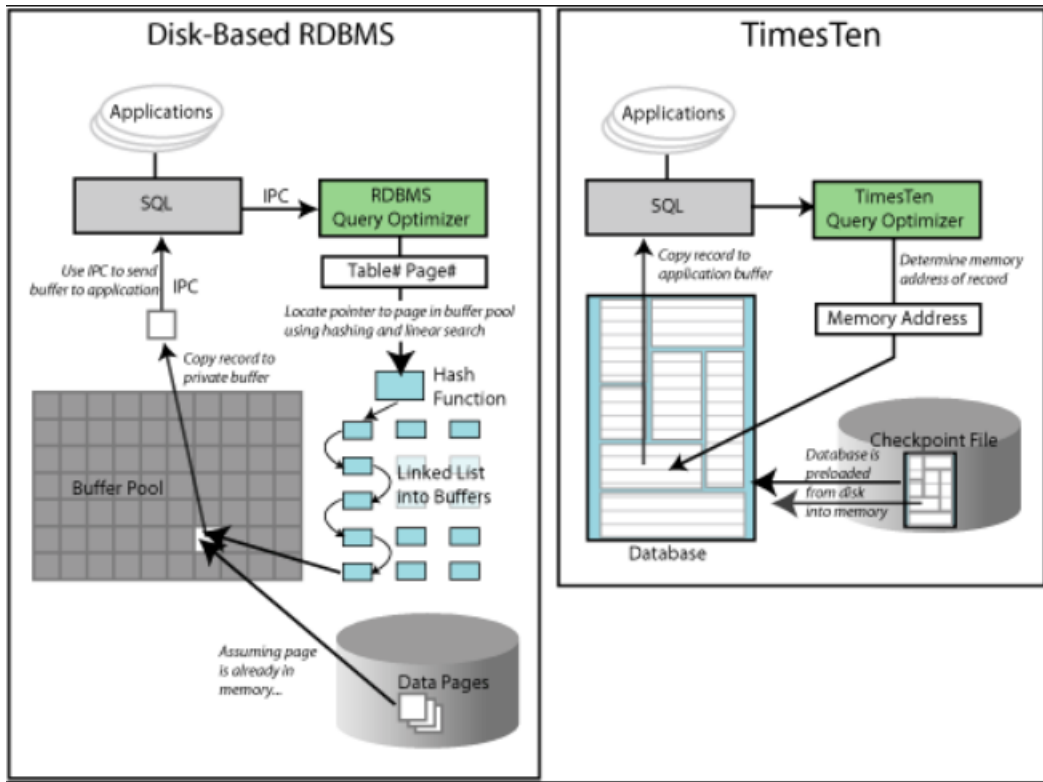 Disk-Based RDBMS
Applications
SQL
IPC
RDBMS
Query Optimizer
Use IPC to send
buffer to application
IPC
Table# Page#
Locate pointer to page in buffer pool
using hashing and linear search
Copy record to
private buffer
Hash
Function
Buffer Pool
Linked List
into Buffers
Assuming page
is already in
memory...
Data Pages
TimesTen
Applications
SQL
TimesTen
Query Optimizer
Copy record to
application buffer
Determine memory
address of record
Memory Address
Checkpoint File
Database is
preloaded
from disk
into memory
Database